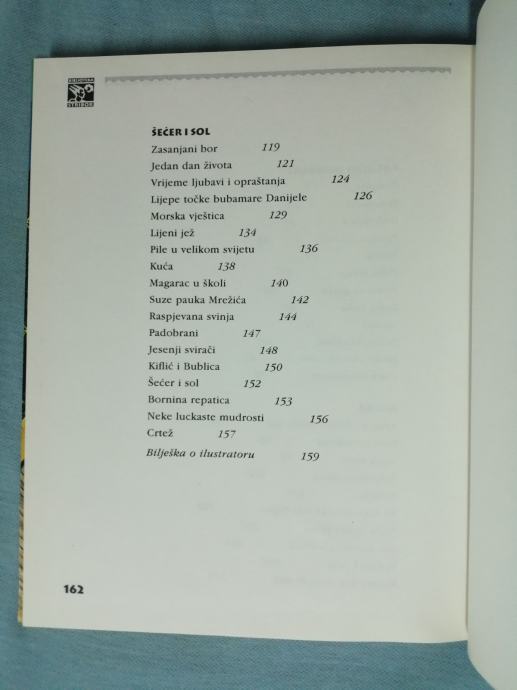 BIBLIOTEKA
STRIBOR
ŠEĆER I SOL
Zasanjani bor 119
Jedan dan života 121
Vrijeme ljubavi i opraštanja 124
Lijepe točke bubamare Danijele 126
Morska vještica 129
Lijeni jež 134
Pile u velikom svijetu 136
Kuća 138
Magarac u školi 140
Suze pauka Mrežića 142
Raspjevana svinja 144
Padobrani 147
Jesenji svirači 148
Kiflić i Bublica 150
Šećer i sol 152
Bornina repatica 153
Neke luckaste mudrosti 156
Crtež 157
Bilješka o ilustratoru 159
162